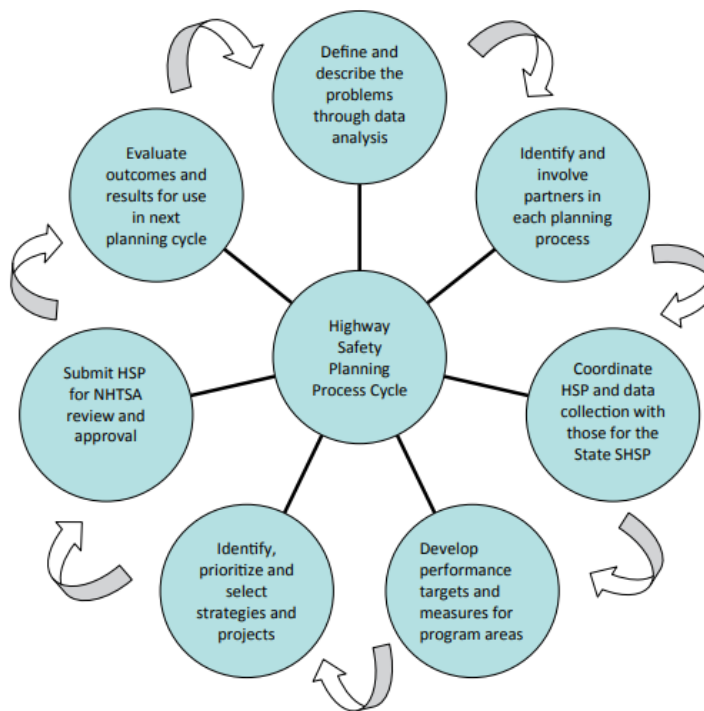 Define and
describe the
problems
through data
analysis
Identify and
involve
partners in
each planning
process
Coordinate
HSP and data
collection with
those for the
State SHSP
Develop
performance
targets and
measures for
program areas
Identify,
prioritize and
select
strategies and
projects
Submit HSP
for NHTSA
review and
approval
Evaluate
outcomes and
results for use
in next
planning cycle
Highway
Safety
Planning
Process Cycle